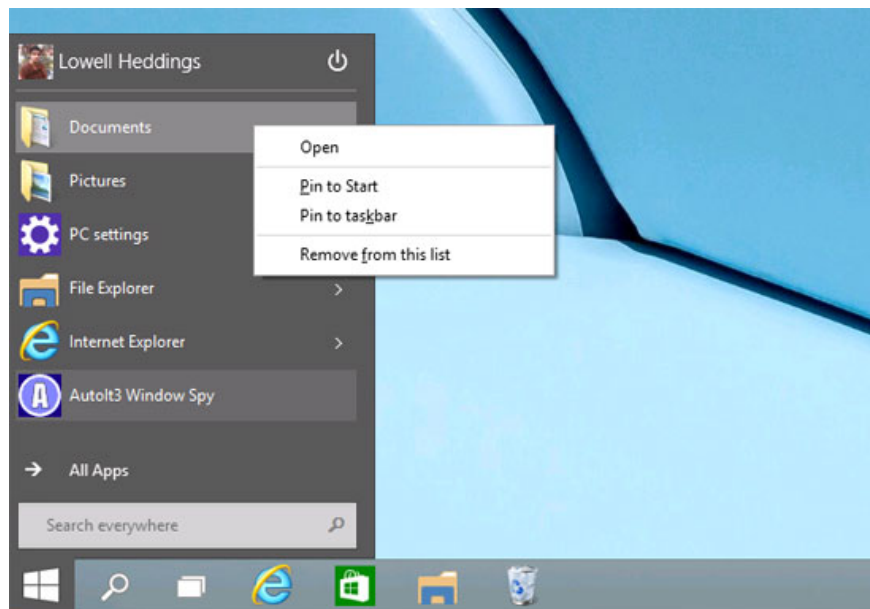 Lowell Heddings
Documents
Open
Pictures
Pin to Start
Pin to taskbar
PC settings
Remove from this list
File Explorer
Internet Explorer
AutoIt3 Window Spy
All Apps
Search everywhere